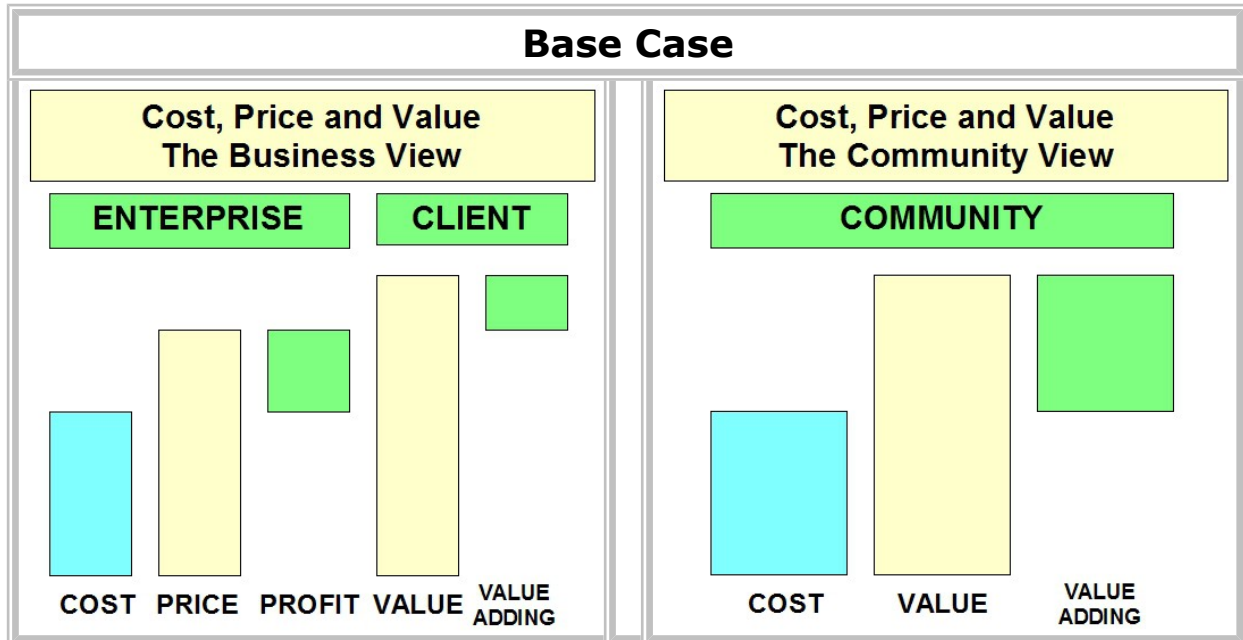 Base Case
Cost, Price and Value
The Business View
ENTERPRISE
CLIENT
COST
PRICE
PROFIT
VALUE
VALUE
ADDING
Cost, Price and Value
The Community View
COMMUNITY
COST
VALUE
VALUE
ADDING